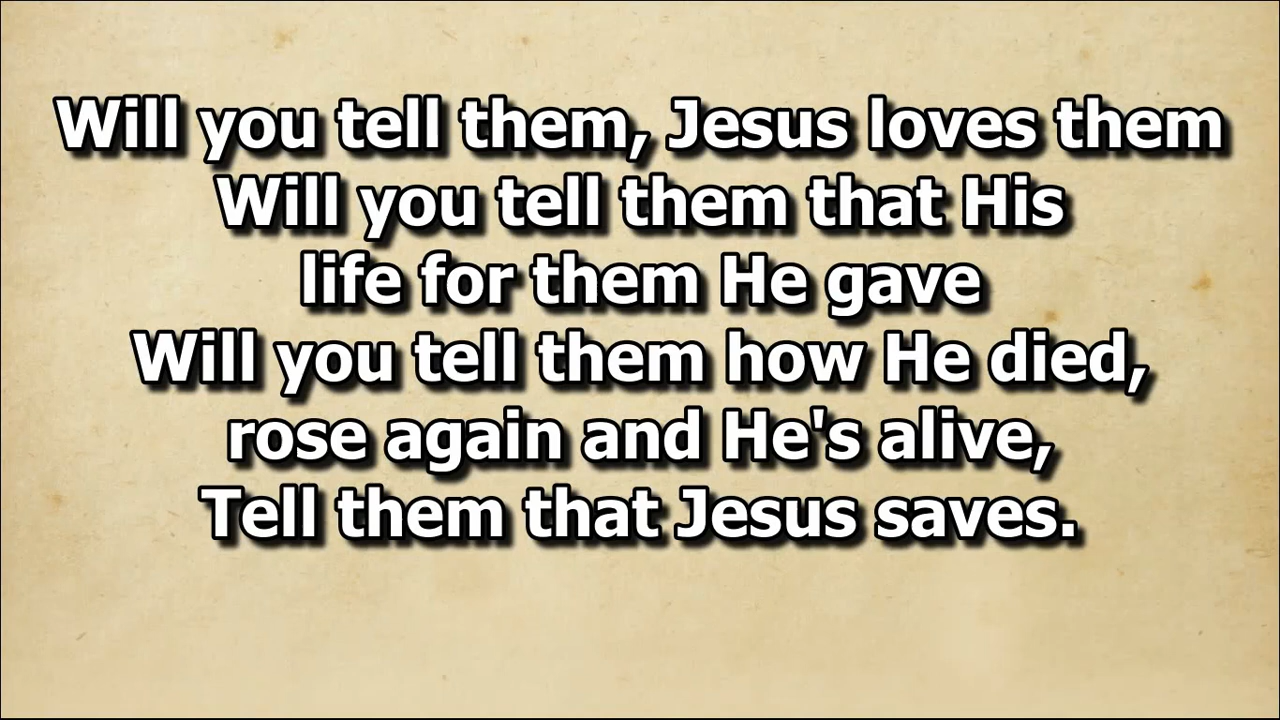 Will you tell them, Jesus loves them
Will you tell them that His
life for them He gave
Will you tell them how He died,
rose again and He's alive,
Tell them that Jesus saves.